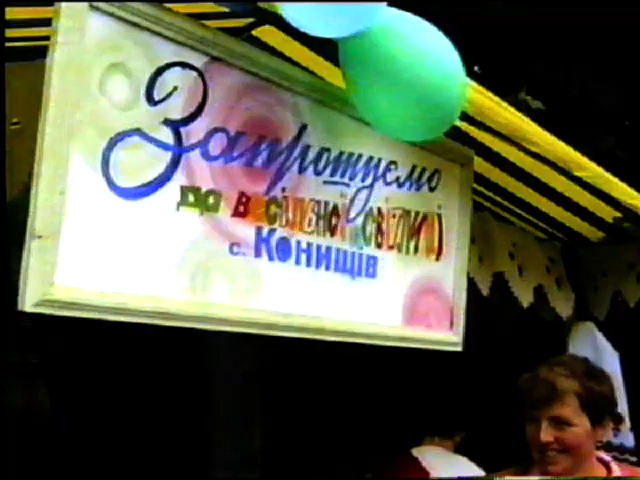 Запрошуємо
до весільної світлиці
с. Конищів